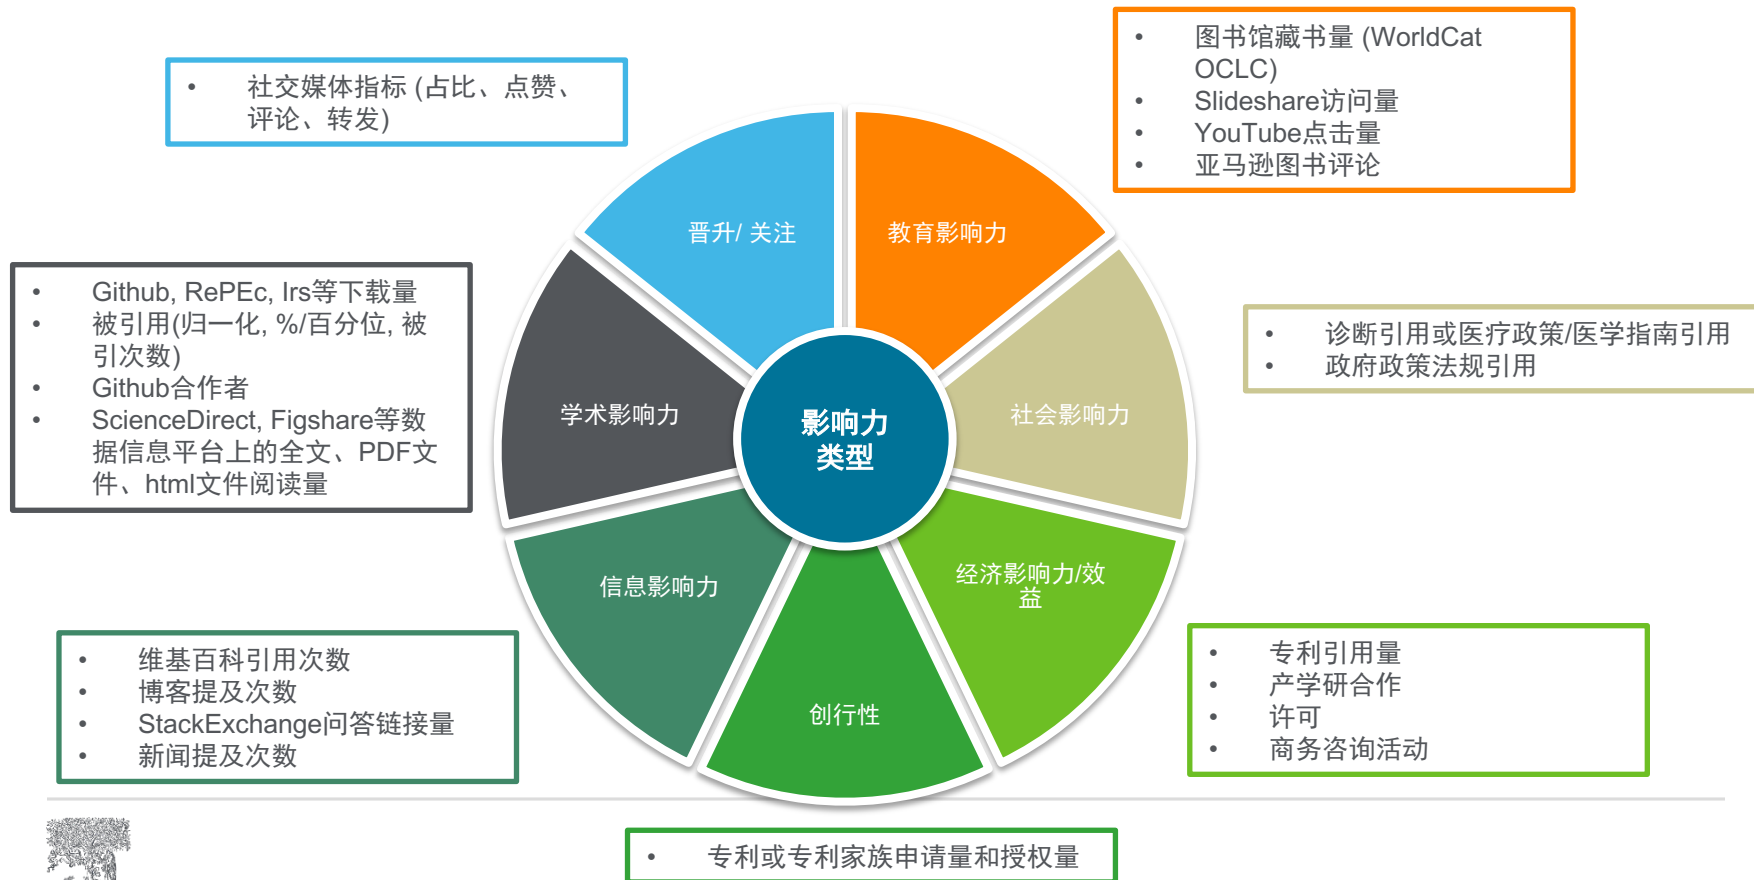 • 图书馆藏书量 (WorldCat
OCLC)
• Slideshare访问量
• YouTube点击量
• 亚马逊图书评论
• 社交媒体指标 (占比、点赞、
评论、转发)
晋升/ 关注
教育影响力
• Github, RePEc, Irs等下载量
• 被引用(归一化, %/百分位, 被
引次数)
• Github合作者
• ScienceDirect, Figshare等数
据信息平台上的全文、PDF文
件、html文件阅读量
学术影响力
影响力
类型
社会影响力
• 诊断引用或医疗政策/医学指南引用
• 政府政策法规引用
信息影响力
经济影响力/效
益
• 维基百科引用次数
• 博客提及次数
• StackExchange问答链接量
• 新闻提及次数
创行性
• 专利引用量
• 产学研合作
• 许可
• 商务咨询活动
• 专利或专利家族申请量和授权量